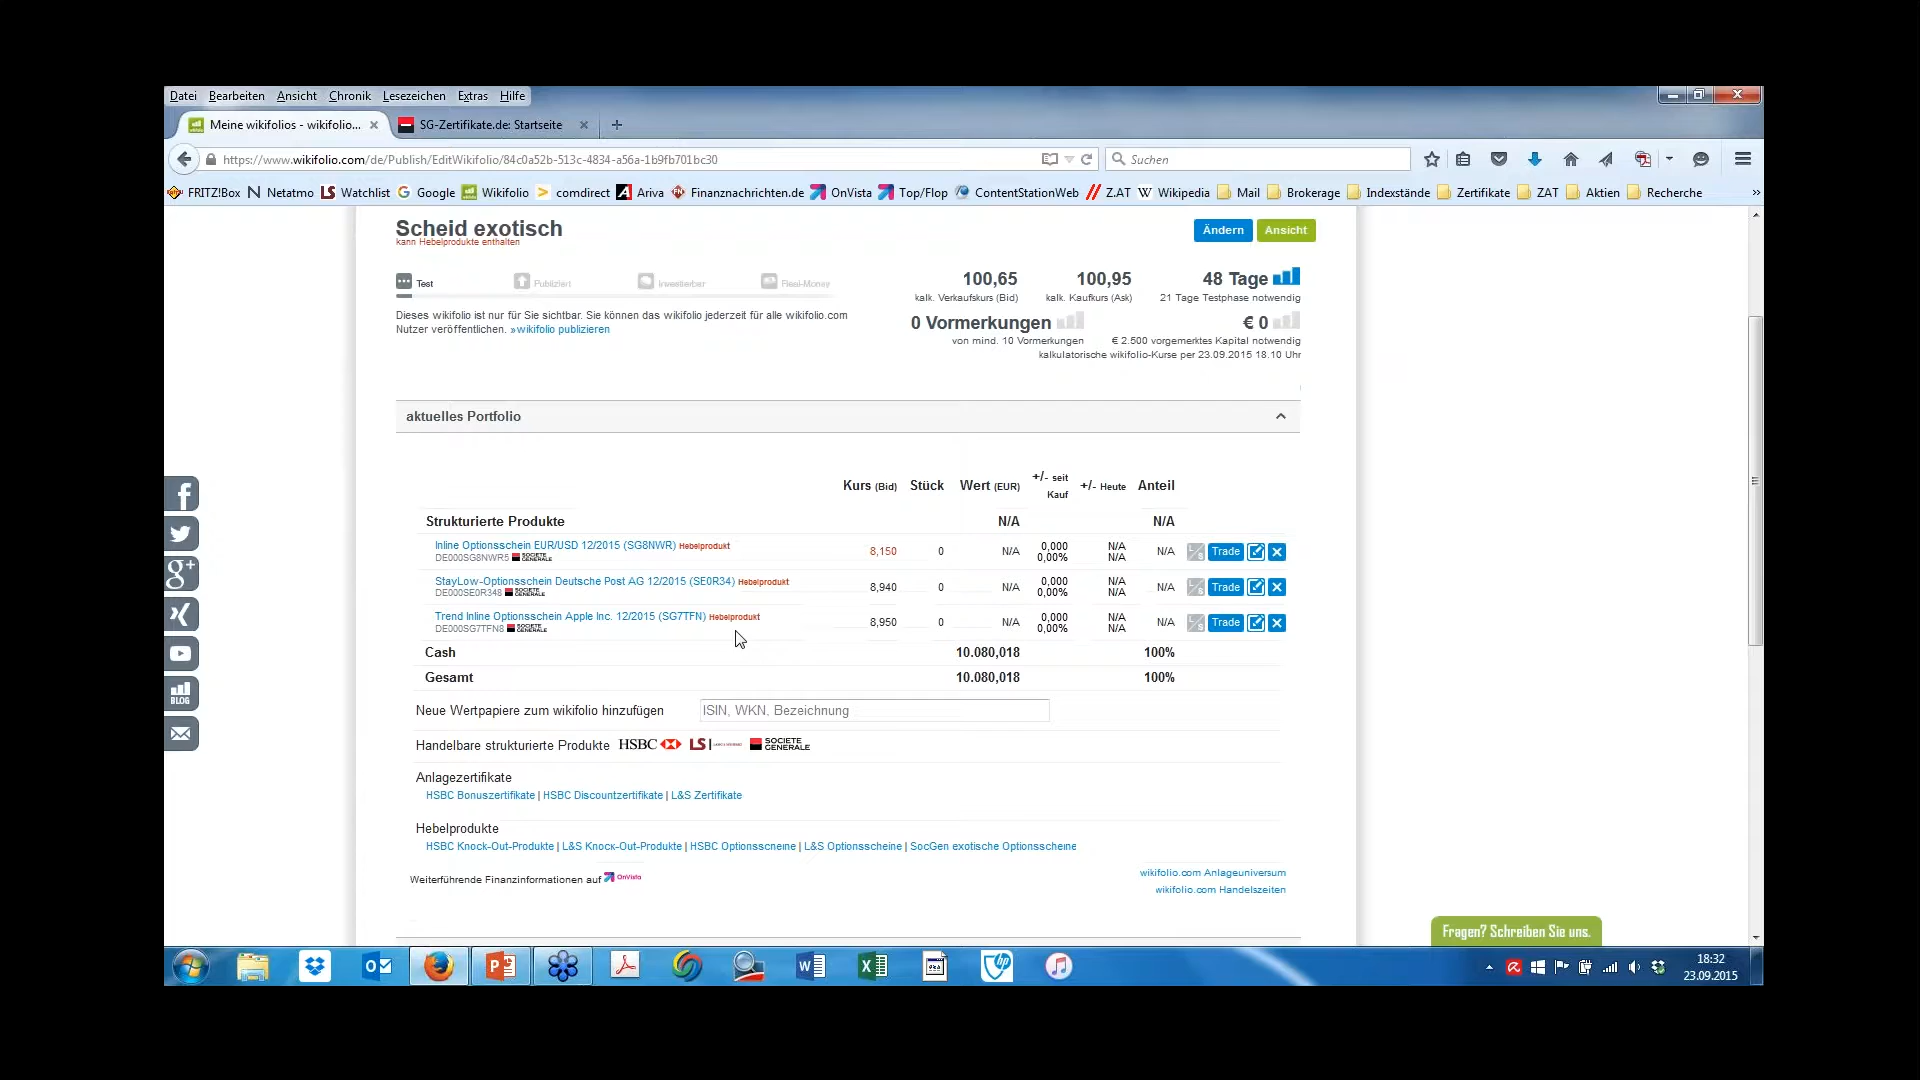 Datei Bearbeiten Ansicht Chronik Lesezeichen Extras Hilfe
Meine wikifolios - wikifolio... SG-Zertifikate.de: Startseite
https://www.wikifolio.com/de/Publish/EditWikifolio/84c0a52b-513c-4834-a56a-1b9fb701bc30 Suchen
FRITZ!Box Netatmo Watchlist Google Wikifolio comdirect Ariva Finanznachrichten.de OnVista Top/Flop ContentStationWeb Z.AT Wikipedia Mail Brokerage Indexstände Zertifikate ZAT Aktien Recherche
Scheid exotisch
kann Hebelprodukte enthalten
Ändern Ansicht
Test Publiziert Investierbar Real-Money
100,65 100,95 48 Tage
kalk. Verkaufskurs (Bid) kalk. Kaufkurs (Ask) 21 Tage Testphase notwendig
Dieses wikifolio ist nur für Sie sichtbar. Sie können das wikifolio jederzeit für alle wikifolio.com
Nutzer veröffentlichen. »wikifolio publizieren
0 Vormerkungen € 0
von mind. 10 Vormerkungen € 2.500 vorgemerktes Kapital notwendig
kalkulatorische wikifolio-Kurse per 23.09.2015 18.10 Uhr
aktuelles Portfolio
Kurs (Bid) Stück Wert (EUR) +/- seit Kauf +/- Heute Anteil
Strukturierte Produkte N/A N/A
Inline Optionsschein EUR/USD 12/2015 (SG8NWR) Hebelprodukt 8,150 0 N/A 0,000 N/A N/A Trade
DE000SG8NWR5 SOCIETE GENERALE 0,00% N/A
StayLow-Optionsschein Deutsche Post AG 12/2015 (SE0R34) Hebelprodukt 8,940 0 N/A 0,000 N/A N/A Trade
DE000SE0R348 SOCIETE GENERALE 0,00% N/A
Trend Inline Optionsschein Apple Inc. 12/2015 (SG7TFN) Hebelprodukt 8,950 0 N/A 0,000 N/A N/A Trade
DE000SG7TFN8 SOCIETE GENERALE 0,00% N/A
Cash 10.080,018 100%
Gesamt 10.080,018 100%
Neue Wertpapiere zum wikifolio hinzufügen ISIN, WKN, Bezeichnung
Handelbare strukturierte Produkte HSBC LS SOCIETE GENERALE
Anlagezertifikate
HSBC Bonuszertifikate | HSBC Discountzertifikate | L&S Zertifikate
Hebelprodukte
HSBC Knock-Out-Produkte | L&S Knock-Out-Produkte | HSBC Optionsscheine | L&S Optionsscheine | SocGen exotische Optionsscheine
Weiterführende Finanzinformationen auf OnVista
wikifolio.com Anlageuniversum
wikifolio.com Handelszeiten
BLOG
Fragen? Schreiben Sie uns.
18:32
23.09.2015